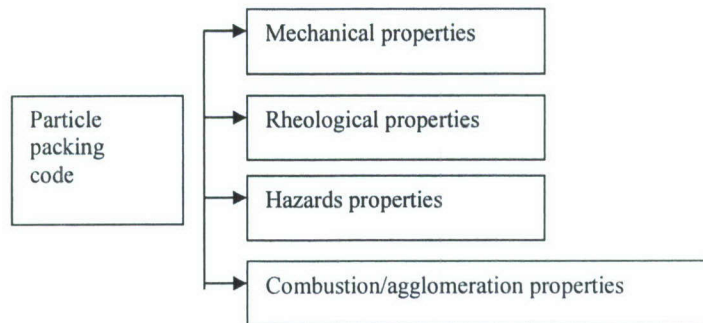 Particle
packing
code
Mechanical properties
Rheological properties
Hazards properties
Combustion/agglomeration properties